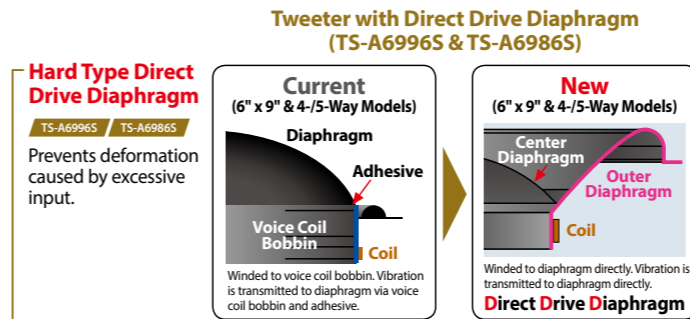 Tweeter with Direct Drive Diaphragm
(TS-A6996S & TS-A6986S)
Hard Type Direct
Drive Diaphragm
TS-A6996S TS-A6986S
Prevents deformation
caused by excessive
input.
Current
(6" x 9" & 4-/5-Way Models)
Diaphragm
Adhesive
Voice Coil
Bobbin
Coil
Winded to voice coil bobbin. Vibration
is transmitted to diaphragm via voice
coil bobbin and adhesive.
New
(6" x 9" & 4-/5-Way Models)
Center
Diaphragm
Outer
Diaphragm
Coil
Winded to diaphragm directly. Vibration is
transmitted to diaphragm directly.
Direct Drive Diaphragm